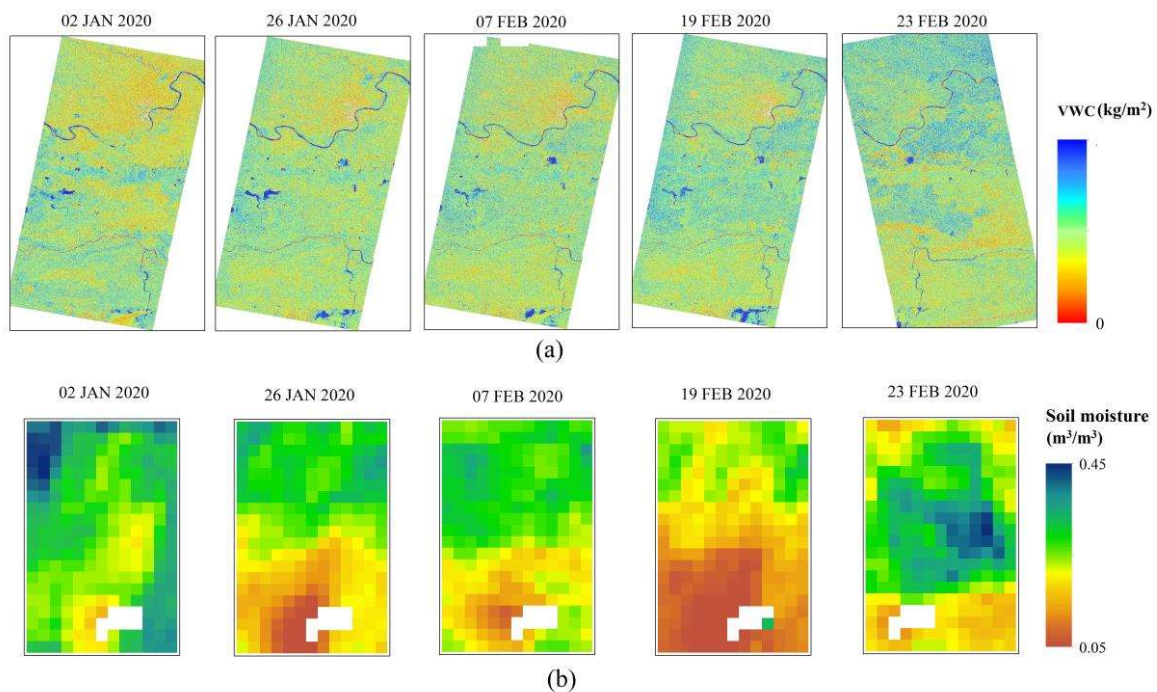 02 JAN 2020
26 JAN 2020
07 FEB 2020
19 FEB 2020
23 FEB 2020
VWC (kg/m²)
0
(a)
02 JAN 2020
26 JAN 2020
07 FEB 2020
19 FEB 2020
23 FEB 2020
Soil moisture
(m³/m³)
0.45
0.05
(b)